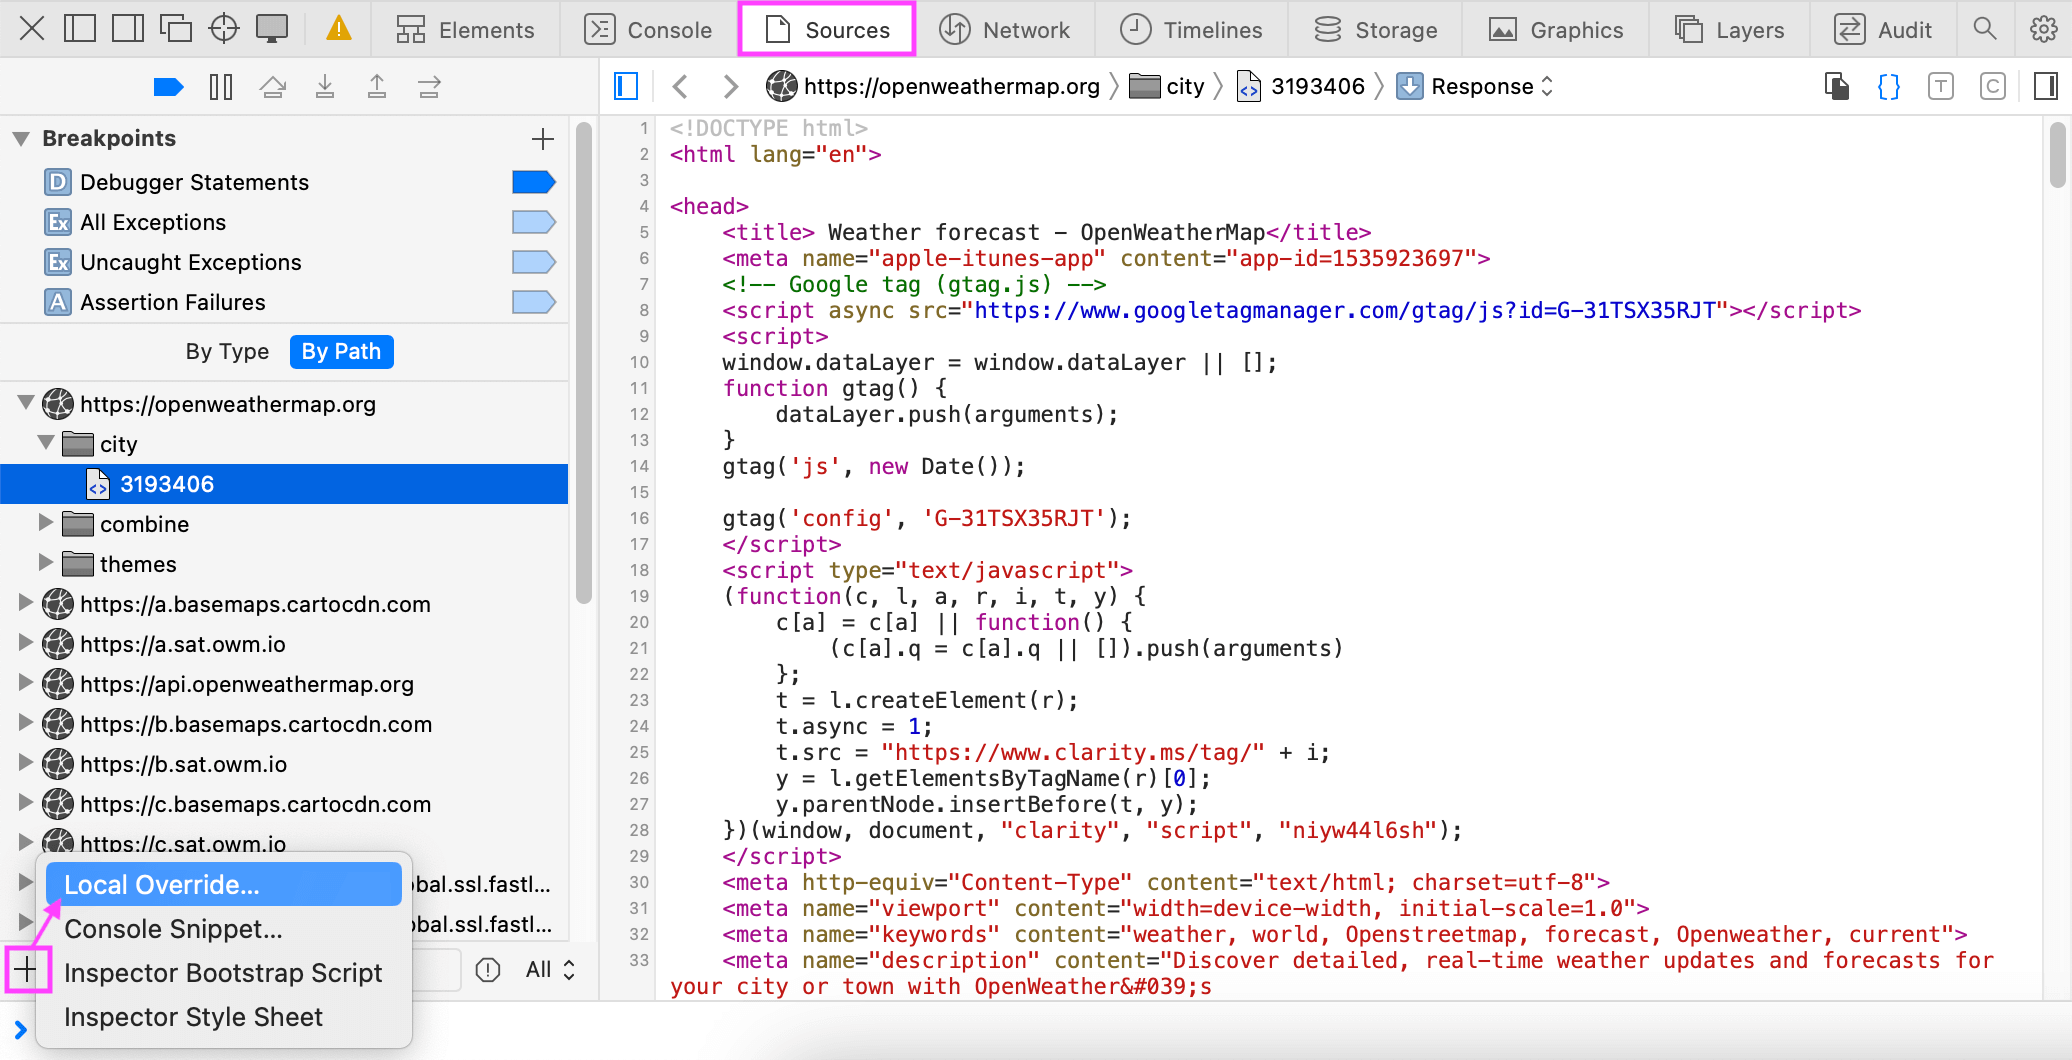 Elements
Console
Sources
Network
Timelines
Storage
Graphics
Layers
Audit
https://openweathermap.org
city
3193406
Response
T
C
Breakpoints
D Debugger Statements
Ex All Exceptions
Ex Uncaught Exceptions
A Assertion Failures
By Type
By Path
https://openweathermap.org
city
3193406
combine
themes
https://a.basemaps.cartocdn.com
https://a.sat.owm.io
https://api.openweathermap.org
https://b.basemaps.cartocdn.com
https://b.sat.owm.io
https://c.basemaps.cartocdn.com
https://c.sat.owm.io
bal.ssl.fastl...
bal.ssl.fastl...
Local Override...
Console Snippet...
Inspector Bootstrap Script
Inspector Style Sheet
All
1 <!DOCTYPE html>
2 <html lang="en">
3
4 <head>
5 <title> Weather forecast - OpenWeatherMap</title>
6 <meta name="apple-itunes-app" content="app-id=1535923697">
7 <!-- Google tag (gtag.js) -->
8 <script async src="https://www.googletagmanager.com/gtag/js?id=G-31TSX35RJT"></script>
9 <script>
10 window.dataLayer = window.dataLayer || [];
11 function gtag() {
12 dataLayer.push(arguments);
13 }
14 gtag('js', new Date());
15
16 gtag('config', 'G-31TSX35RJT');
17 </script>
18 <script type="text/javascript">
19 (function(c, l, a, r, i, t, y) {
20 c[a] = c[a] || function() {
21 (c[a].q = c[a].q || []).push(arguments)
22 };
23 t = l.createElement(r);
24 t.async = 1;
25 t.src = "https://www.clarity.ms/tag/" + i;
26 y = l.getElementsByTagName(r)[0];
27 y.parentNode.insertBefore(t, y);
28 })(window, document, "clarity", "script", "niyw44l6sh");
29 </script>
30 <meta http-equiv="Content-Type" content="text/html; charset=utf-8">
31 <meta name="viewport" content="width=device-width, initial-scale=1.0">
32 <meta name="keywords" content="weather, world, Openstreetmap, forecast, Openweather, current">
33 <meta name="description" content="Discover detailed, real-time weather updates and forecasts for
your city or town with OpenWeather&#039;s